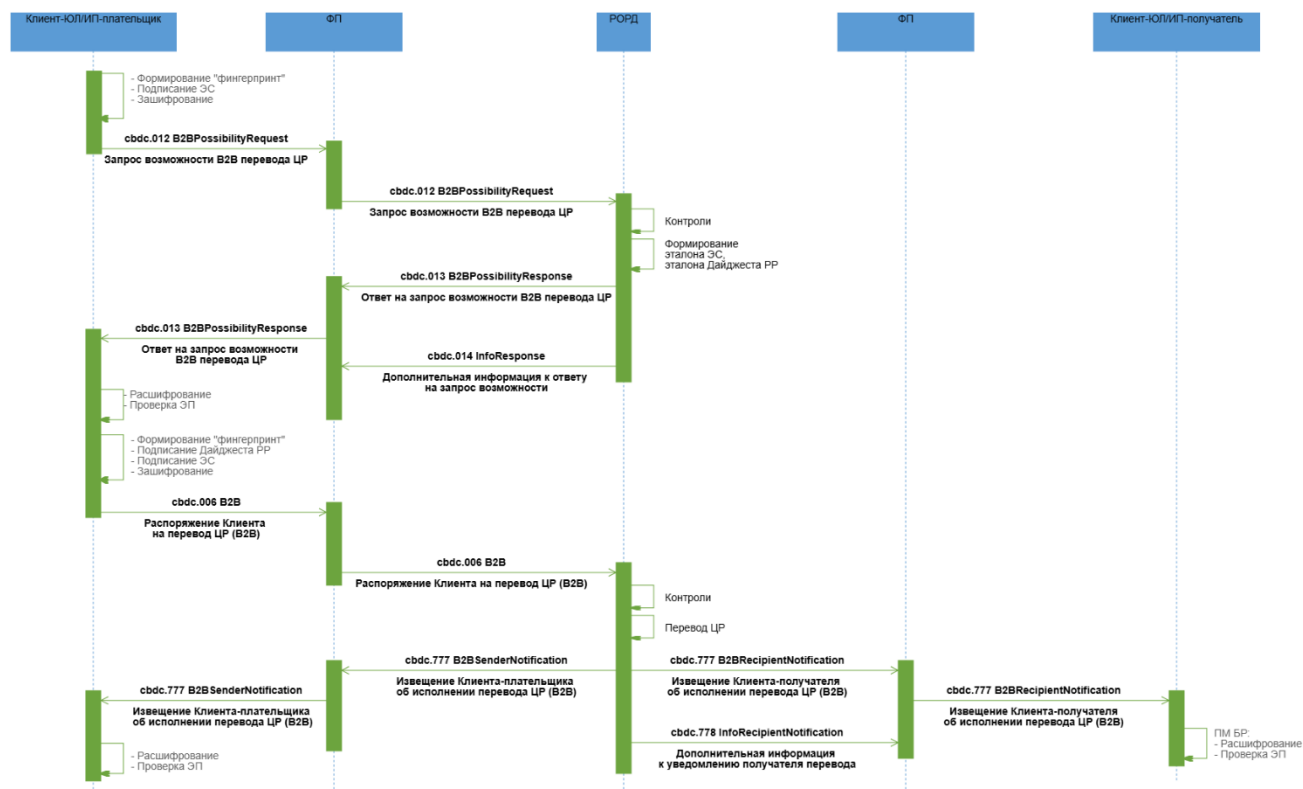 Клиент-ЮЛ/ИП-плательщик
ФП
РОРД
ФП
Клиент-ЮЛ/ИП-получатель
- Формирование "фингерпринт"
- Подписание ЭС
- Зашифрование
cbdc.012 B2BPossibilityRequest
Запрос возможности B2B перевода ЦР
cbdc.012 B2BPossibilityRequest
Запрос возможности B2B перевода ЦР
Контроли
Формирование
эталона ЭС,
эталона Дайджеста РР
cbdc.013 B2BPossibilityResponse
Ответ на запрос возможности B2B перевода ЦР
cbdc.013 B2BPossibilityResponse
Ответ на запрос возможности
B2B перевода ЦР
cbdc.014 InfoResponse
Дополнительная информация к ответу
на запрос возможности
- Расшифрование
- Проверка ЭП
- Формирование "фингерпринт"
- Подписание Дайджеста РР
- Подписание ЭС
- Зашифрование
cbdc.006 B2B
Распоряжение Клиента
на перевод ЦР (B2B)
cbdc.006 B2B
Распоряжение Клиента на перевод ЦР (B2B)
Контроли
Перевод ЦР
cbdc.777 B2BSenderNotification
Извещение Клиента-плательщика
об исполнении перевода ЦР (B2B)
cbdc.777 B2BRecipientNotification
Извещение Клиента-получателя
об исполнении перевода ЦР (B2B)
cbdc.777 B2BSenderNotification
Извещение Клиента-плательщика
об исполнении перевода ЦР (B2B)
cbdc.777 B2BRecipientNotification
Извещение Клиента-получателя
об исполнении перевода ЦР (B2B)
cbdc.778 InfoRecipientNotification
Дополнительная информация
к уведомлению получателя перевода
- Расшифрование
- Проверка ЭП
ПМ БР:
- Расшифрование
- Проверка ЭП